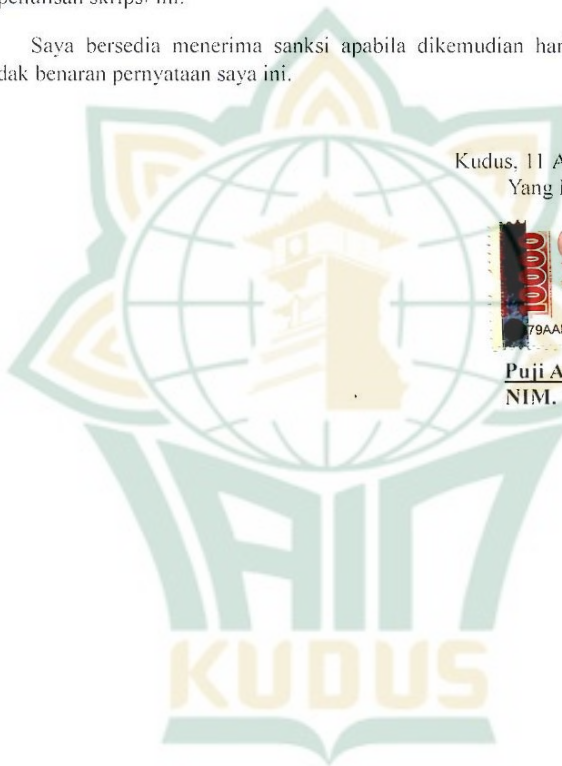 penulisan skripsi ini.
Saya bersedia menerima sanksi apabila dikemudian har
dak benaran pernyataan saya ini.
Kudus, 11 A
Yang
10000
79AA
Puji A
NIM.
IAIN
KUDUS